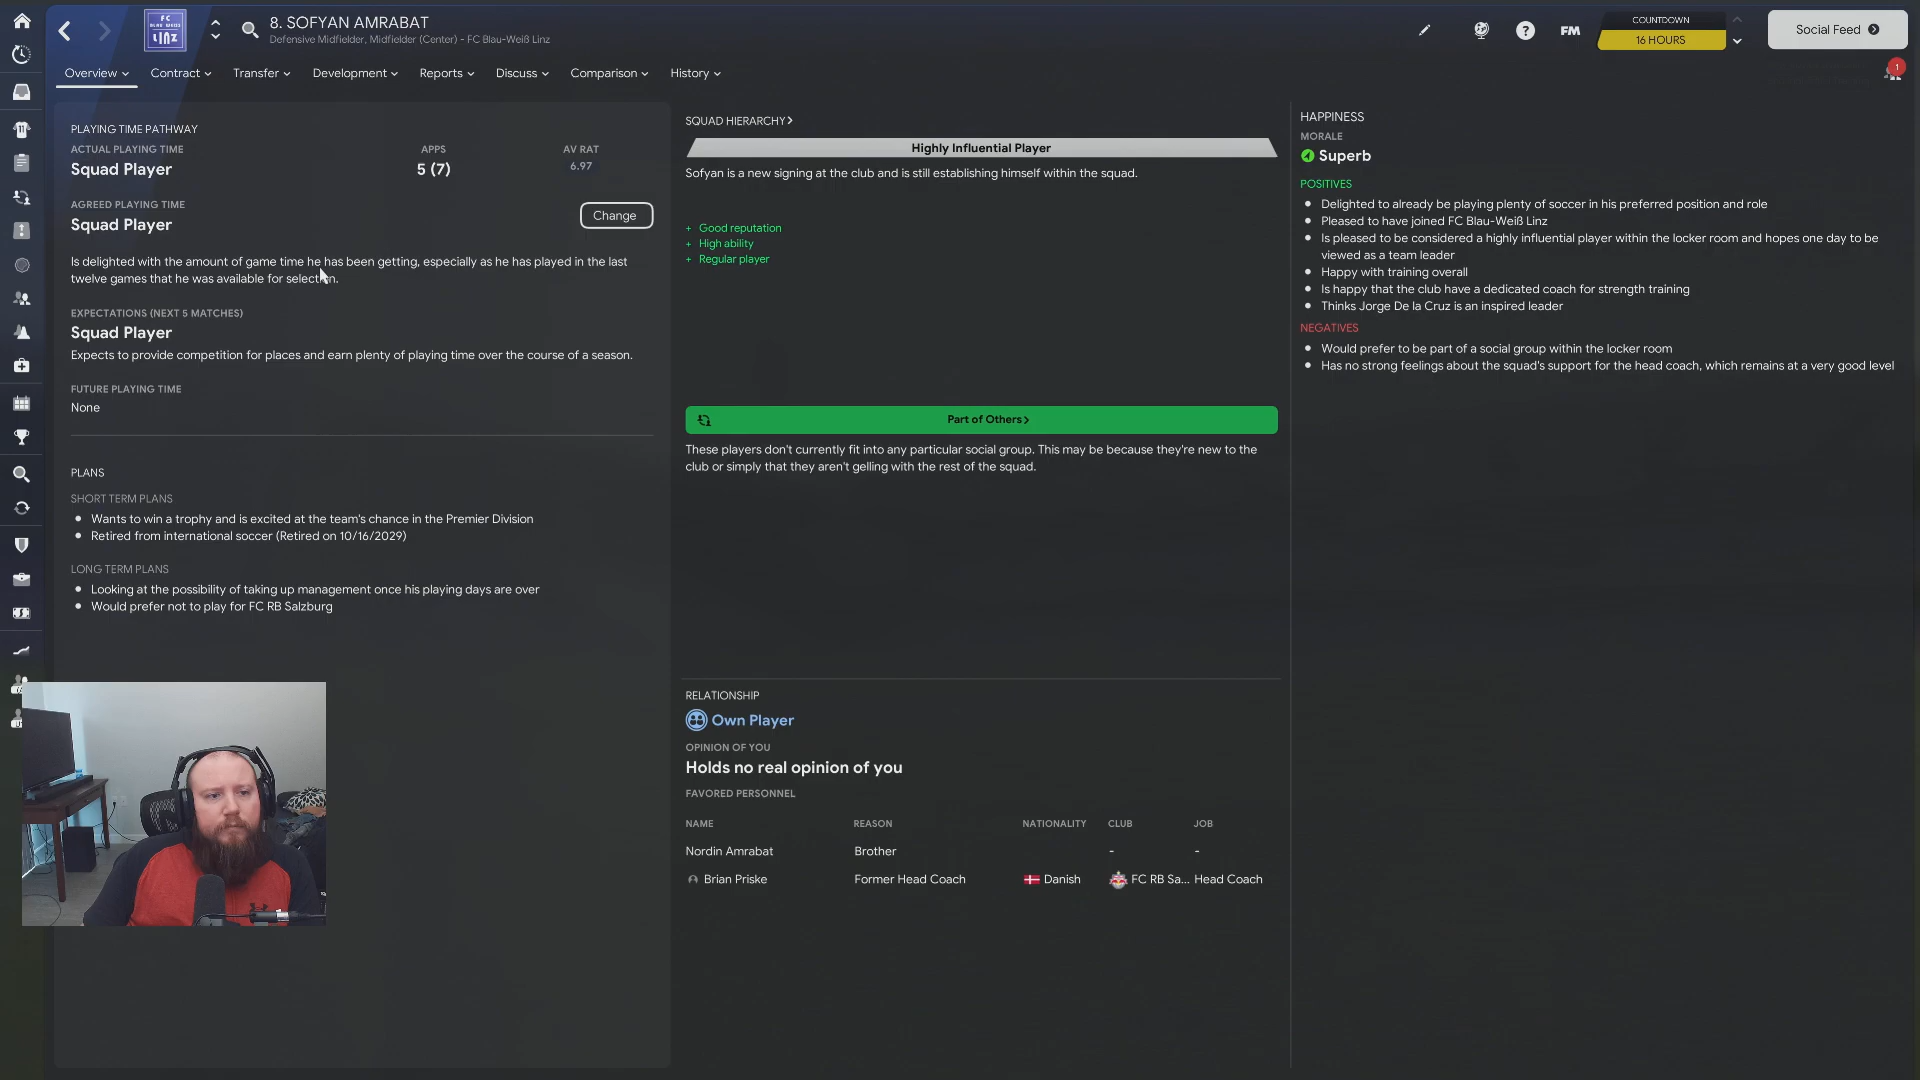 8. SOFYAN AMRABAT
Defensive Midfielder, Midfielder (Center) - FC Blau-Weiß Linz
FC
BLAU WEISS
LINZ
FM
COUNTDOWN
16 HOURS
Social Feed
1
Overview
Contract
Transfer
Development
Reports
Discuss
Comparison
History
PLAYING TIME PATHWAY
ACTUAL PLAYING TIME
Squad Player
APPS
5 (7)
AV RAT
6.97
AGREED PLAYING TIME
Squad Player
Change
Is delighted with the amount of game time he has been getting, especially as he has played in the last
twelve games that he was available for selection.
EXPECTATIONS (NEXT 5 MATCHES)
Squad Player
Expects to provide competition for places and earn plenty of playing time over the course of a season.
FUTURE PLAYING TIME
None
PLANS
SHORT TERM PLANS
Wants to win a trophy and is excited at the team's chance in the Premier Division
Retired from international soccer (Retired on 10/16/2029)
LONG TERM PLANS
Looking at the possibility of taking up management once his playing days are over
Would prefer not to play for FC RB Salzburg
SQUAD HIERARCHY
Highly Influential Player
Sofyan is a new signing at the club and is still establishing himself within the squad.
+ Good reputation
+ High ability
+ Regular player
Part of Others
These players don't currently fit into any particular social group. This may be because they're new to the
club or simply that they aren't gelling with the rest of the squad.
RELATIONSHIP
Own Player
OPINION OF YOU
Holds no real opinion of you
FAVORED PERSONNEL
NAME REASON NATIONALITY CLUB JOB
Nordin Amrabat Brother - -
Brian Priske Former Head Coach Danish FC RB Sa... Head Coach
HAPPINESS
MORALE
Superb
POSITIVES
Delighted to already be playing plenty of soccer in his preferred position and role
Pleased to have joined FC Blau-Weiß Linz
Is pleased to be considered a highly influential player within the locker room and hopes one day to be
viewed as a team leader
Happy with training overall
Is happy that the club have a dedicated coach for strength training
Thinks Jorge De la Cruz is an inspired leader
NEGATIVES
Would prefer to be part of a social group within the locker room
Has no strong feelings about the squad's support for the head coach, which remains at a very good level